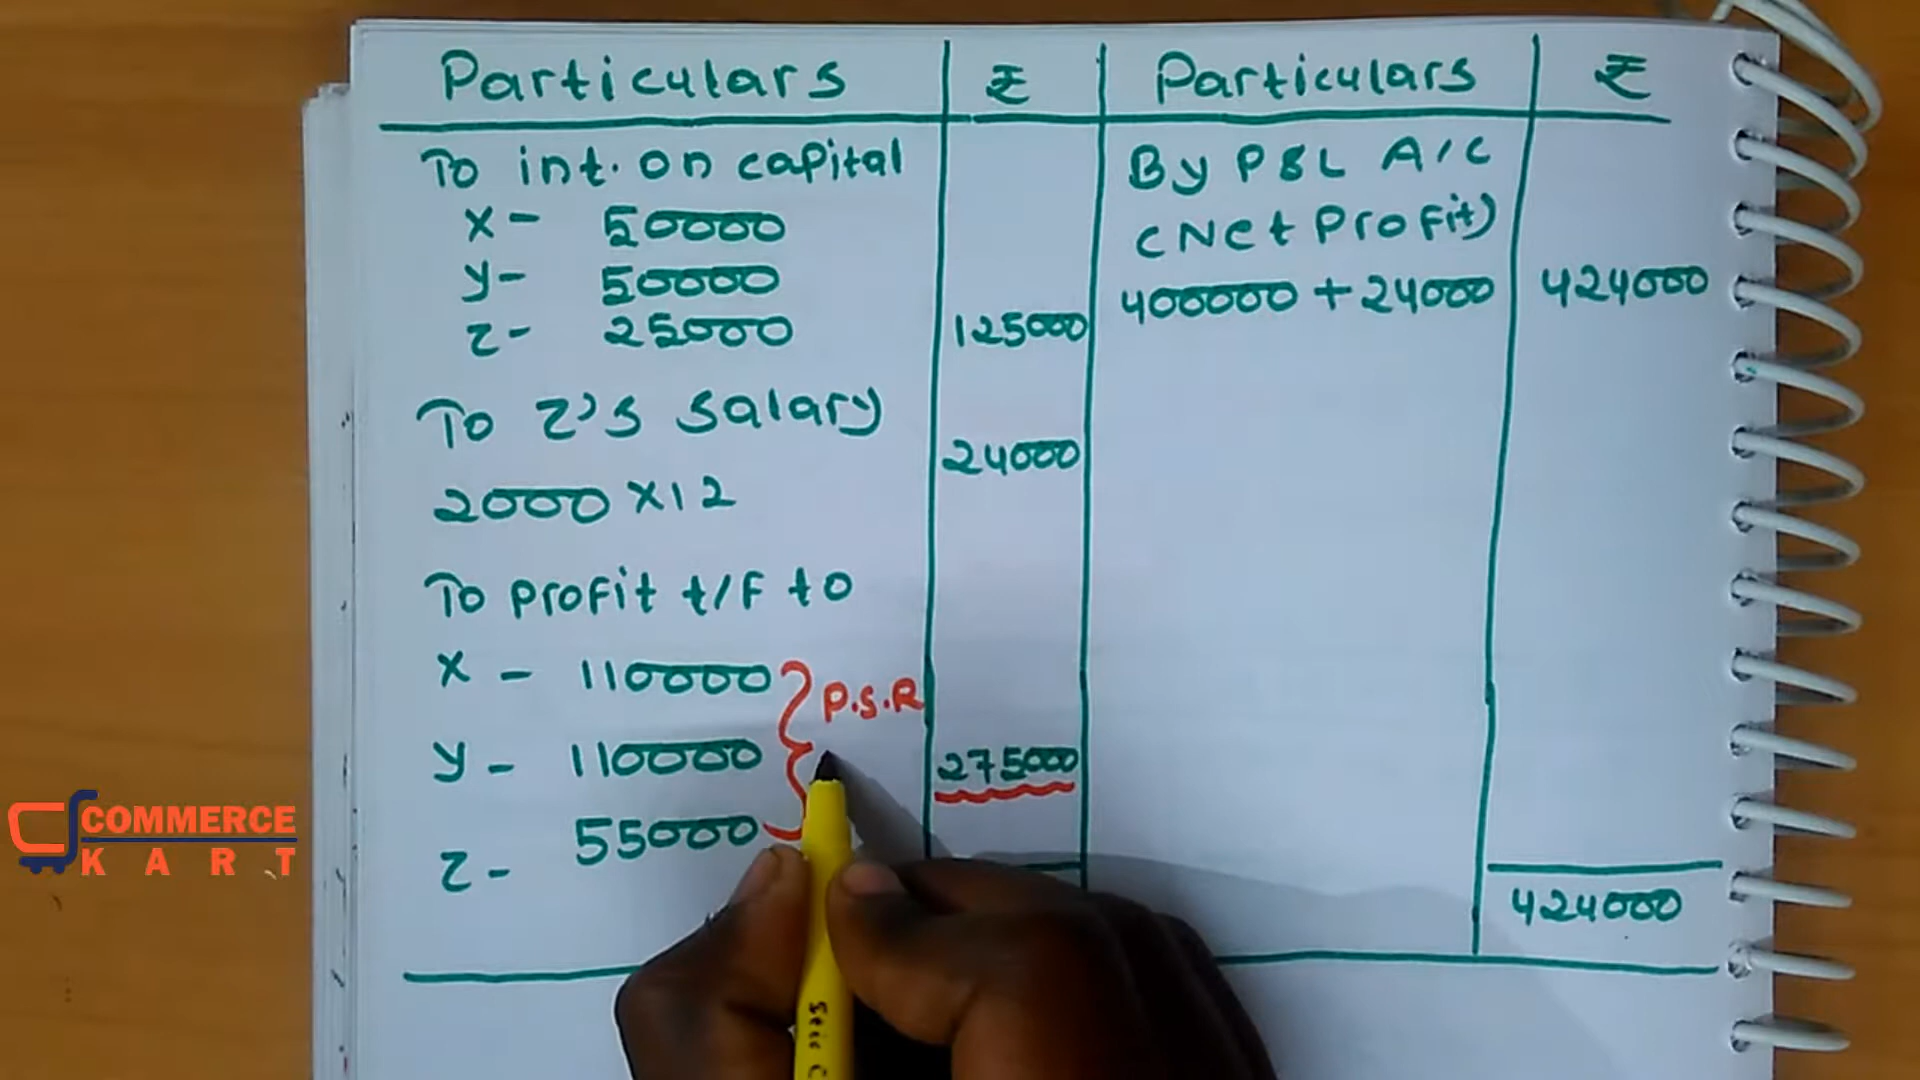 Particulars ₹ Particulars ₹
To int. on capital
X - 50000
Y - 50000
Z - 25000 125000
To Z's salary
24000
2000 X12
To Profit t/F to
X - 110000
P.S.R
Y - 110000
275000
Z - 55000
By P&L A/C
(Net Profit)
400000 + 24000 424000
424000
COMMERCE
KART